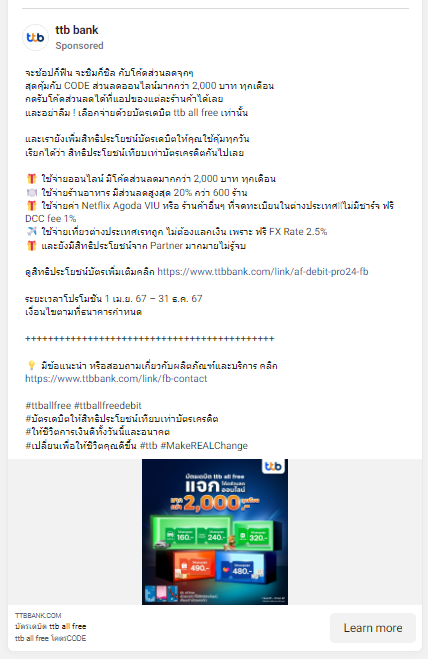 ttb bank
Sponsored
จะช้อปก็ฟิน จะชิมก็ชิล กับโค้ดส่วนลดจุกๆ
สุดคุ้มกับ CODE ส่วนลดออนไลน์มากกว่า 2,000 บาท ทุกเดือน
กดรับโค้ดส่วนลดได้ที่แอปของแต่ละร้านค้าได้เลย
และอย่าลืม ! เลือกจ่ายด้วยบัตรเดบิต ttb all free เท่านั้น
และเรายังเพิ่มสิทธิประโยชน์บัตรเดบิตให้คุณใช้คุ้มทุกวัน
เรียกได้ว่า สิทธิประโยชน์เทียบเท่าบัตรเครดิตกันไปเลย
🎁 ใช้จ่ายออนไลน์ มีโค้ดส่วนลดมากกว่า 2,000 บาท ทุกเดือน
🍽️ ใช้จ่ายร้านอาหาร มีส่วนลดสูงสุด 20% กว่า 600 ร้าน
🎁 ใช้จ่ายค่า Netflix Agoda VIU หรือ ร้านค้าอื่นๆ ที่จดทะเบียนในต่างประเทศ ไม่มีชาร์จ ฟรี
DCC fee 1%
✈️ ใช้จ่ายเที่ยวต่างประเทศเรทถูก ไม่ต้องแลกเงิน เพราะ ฟรี FX Rate 2.5%
🎁 และยังมีสิทธิประโยชน์จาก Partner มากมายไม่รู้จบ
ดูสิทธิประโยชน์บัตรเพิ่มเติมคลิก https://www.ttbbank.com/link/af-debit-pro24-fb
ระยะเวลาโปรโมชัน 1 เม.ย. 67 – 31 ธ.ค. 67
เงื่อนไขตามที่ธนาคารกำหนด
++++++++++++++++++++++++++++++++++++++++++++++
💡 มีข้อแนะนำ หรือสอบถามเกี่ยวกับผลิตภัณฑ์และบริการ คลิก
https://www.ttbbank.com/link/fb-contact
#ttballfree #ttballfreedebit
#บัตรเดบิตให้สิทธิประโยชน์เทียบเท่าบัตรเครดิต
#ให้ชีวิตการเงินดีทั้งวันนี้และอนาคต
#เปลี่ยนเพื่อให้ชีวิตคุณดีขึ้น #ttb #MakeREALChange
ttb
บัตรเดบิต ttb all free
แจก โค้ดส่วนลด
ออนไลน์
มากกว่า 2,000.- ทุกเดือน
160.- 240.- 320.-
490.- 480.-
TTBBANK.COM
บัตรเดบิต ttb all free
ttb all free โคตรCODE
Learn more